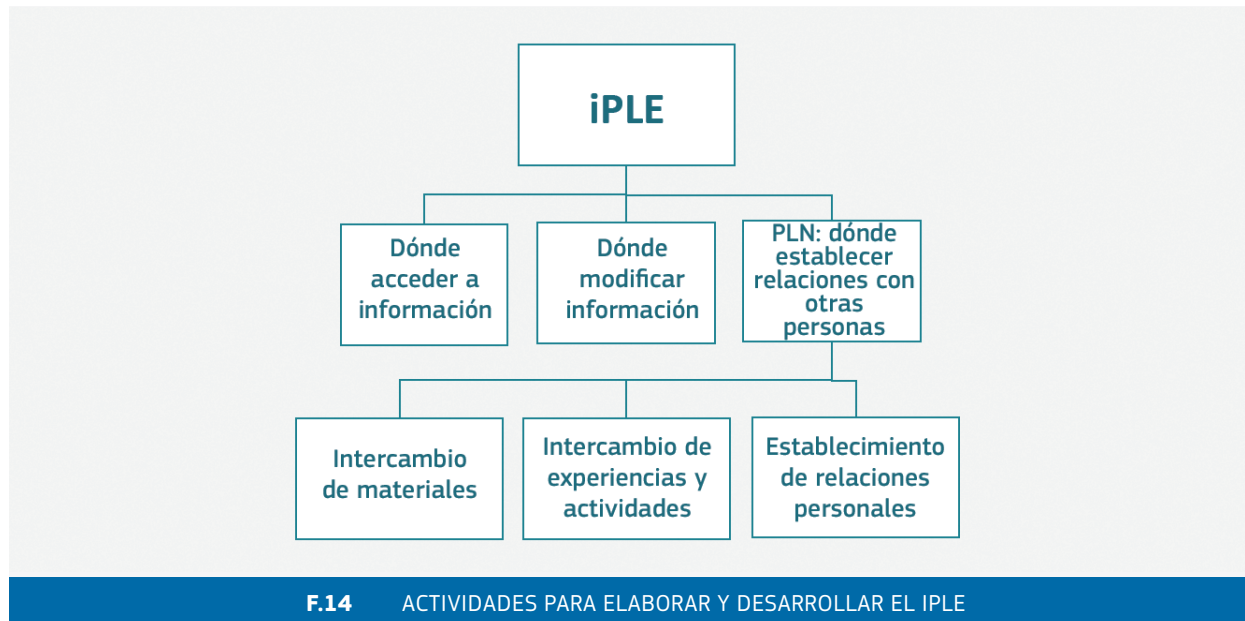 iPLE
Dónde
acceder a
información
Dónde
modificar
información
PLN: dónde
establecer
relaciones con
otras
personas
Intercambio
de materiales
Intercambio de
experiencias y
actividades
Establecimiento
de relaciones
personales
F.14 ACTIVIDADES PARA ELABORAR Y DESARROLLAR EL IPLE